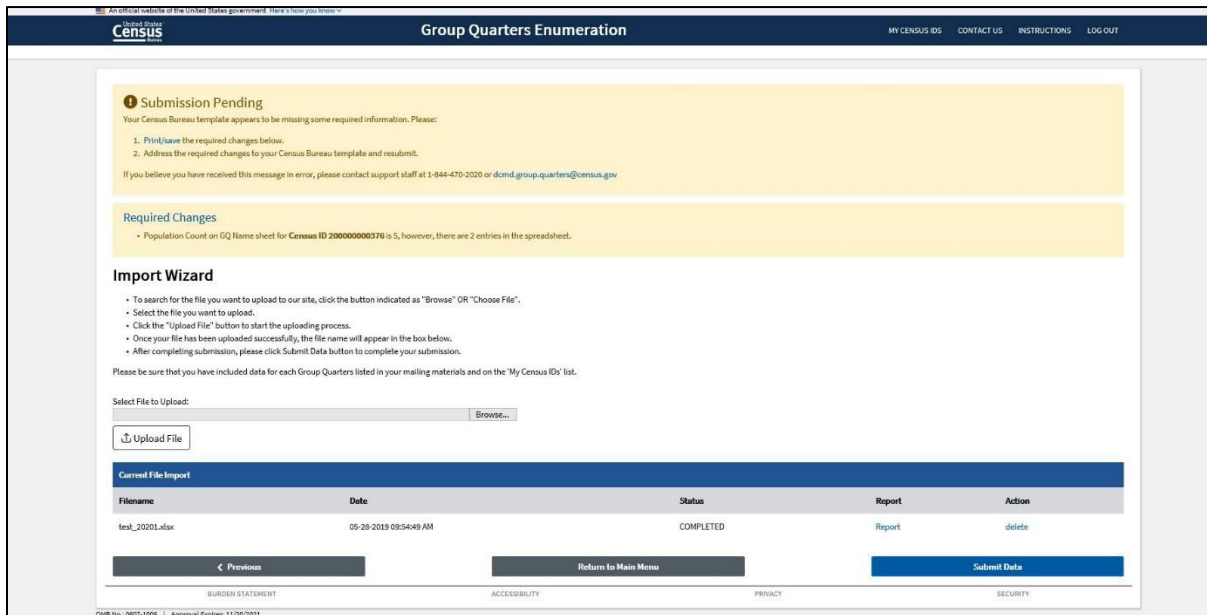 An official website of the United States government. Here's how you know
United States®
Census
Bureau
Group Quarters Enumeration
MY CENSUS IDS CONTACT US INSTRUCTIONS LOG OUT
Submission Pending
Your Census Bureau template appears to be missing some required information. Please:
1. Print/save the required changes below.
2. Address the required changes to your Census Bureau template and resubmit.
If you believe you have received this message in error, please contact support staff at 1-844-470-2020 or dcmd.group.quarters@census.gov
Required Changes
• Population Count on GQ Name sheet for Census ID 200000000376 is 5, however, there are 2 entries in the spreadsheet.
Import Wizard
• To search for the file you want to upload to our site, click the button indicated as "Browse" OR "Choose File".
• Select the file you want to upload.
• Click the "Upload File" button to start the uploading process.
• Once your file has been uploaded successfully, the file name will appear in the box below.
• After completing submission, please click Submit Data button to complete your submission.
Please be sure that you have included data for each Group Quarters listed in your mailing materials and on the 'My Census IDs' list.
Select File to Upload:
Browse...
Upload File
Current File Import
Filename Date Status Report Action
test_20201.xlsx 05-28-2019 09:54:49 AM COMPLETED Report delete
< Previous Return to Main Menu Submit Data
BURDEN STATEMENT ACCESSIBILITY PRIVACY SECURITY
OMB No.: 0607-1006 | Approval Expires: 11/30/2021